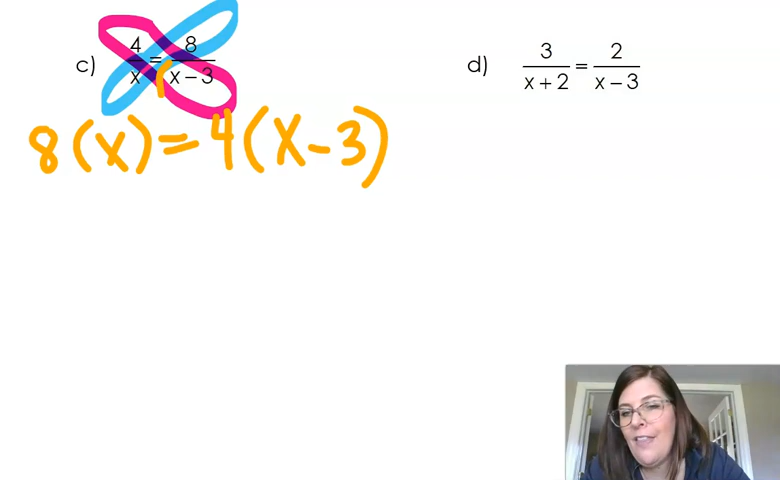 c) 4/x = 8/(x – 3)
8(x) = 4(x – 3)
d) 3/(x + 2) = 2/(x – 3)